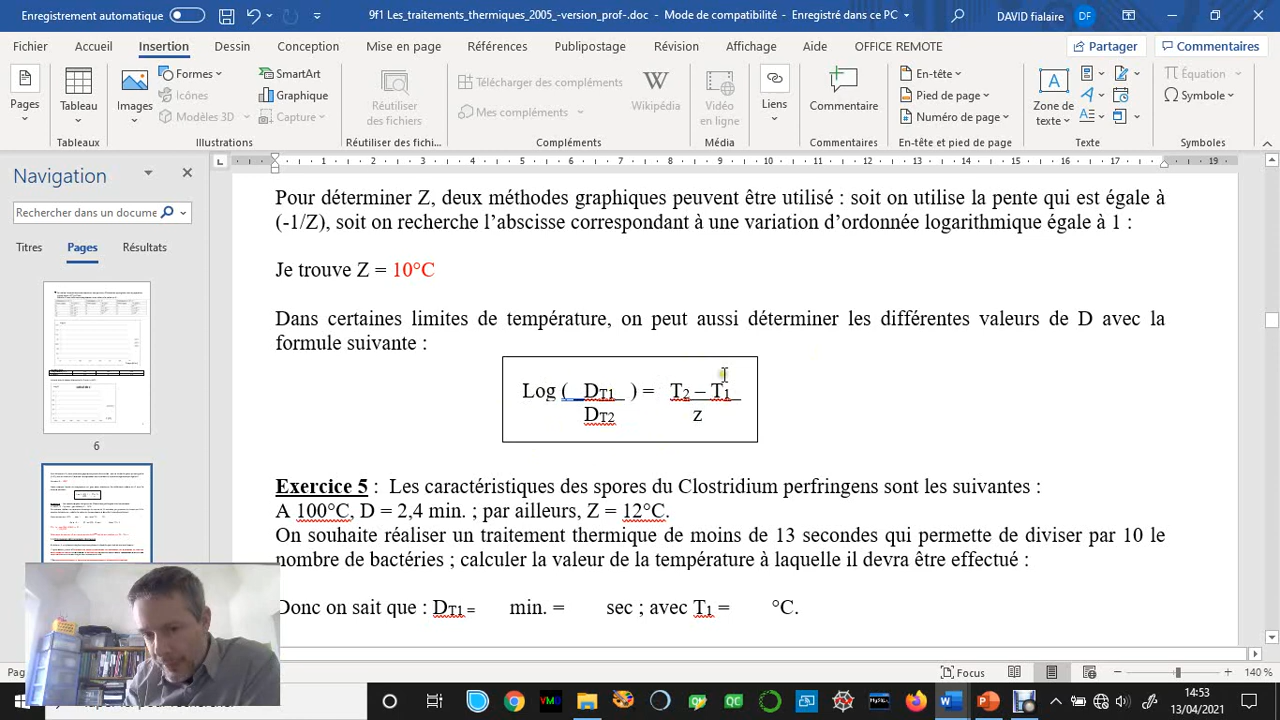 9f1 Les_traitements_thermiques_2005_-version_prof-.doc - Mode de compatibilité - Enregistré dans ce PC
DAVID fialaire DF
Fichier Accueil Insertion Dessin Conception Mise en page Références Publipostage Révision Affichage Aide OFFICE REMOTE Partager Commentaires
Pages
Tableau
Tableaux
Images
Formes
Icônes
Modèles 3D
SmartArt
Graphique
Capture
Illustrations
Réutiliser des fichiers
Réutiliser des fichi...
Télécharger des compléments
Mes compléments
Wikipédia
Compléments
Vidéo en ligne
Média
Liens
Commentaire
Commentaires
En-tête
Pied de page
Numéro de page
En-tête et pied de page
Zone de texte
Texte
Équation
Symbole
Symboles
Navigation
Rechercher dans un docume
Titres Pages Résultats
6
Pour déterminer Z, deux méthodes graphiques peuvent être utilisé : soit on utilise la pente qui est égale à
(-1/Z), soit on recherche l'abscisse correspondant à une variation d'ordonnée logarithmique égale à 1 :
Je trouve Z = 10°C
Dans certaines limites de température, on peut aussi déterminer les différentes valeurs de D avec la
formule suivante :
Log ( DT1 ) = T2 – T1
DT2 z
Exercice 5 : Les caractéristiques des spores du Clostridium perfringens sont les suivantes :
A 100°C, D = 2,4 min. ; par ailleurs, Z = 12°C.
On souhaite réaliser un traitement thermique de moins de 13 secondes qui permette de diviser par 10 le
nombre de bactéries ; calculer la valeur de la température à laquelle il devra être effectué :
Donc on sait que : DT1 = min. = sec ; avec T1 = °C.
Focus
140 %
14:53
13/04/2021